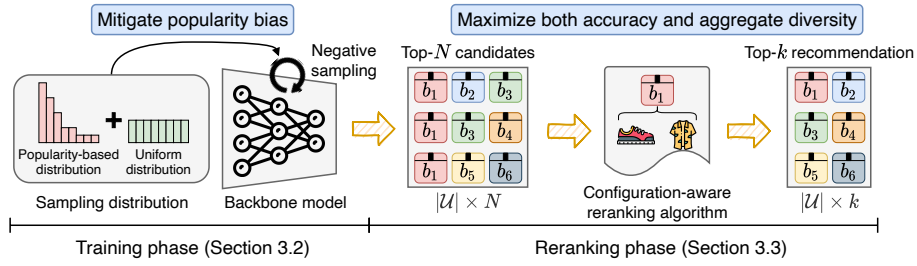 Mitigate popularity bias
Maximize both accuracy and aggregate diversity
Negative
sampling
Popularity-based
distribution
Uniform
distribution
Sampling distribution
Backbone model
Top-N candidates
b1 b2 b3
b1 b3 b4
b1 b5 b6
|U| × N
b1
Configuration-aware
reranking algorithm
Top-k recommendation
b1 b2
b3 b4
b5 b6
|U| × k
Training phase (Section 3.2)
Reranking phase (Section 3.3)